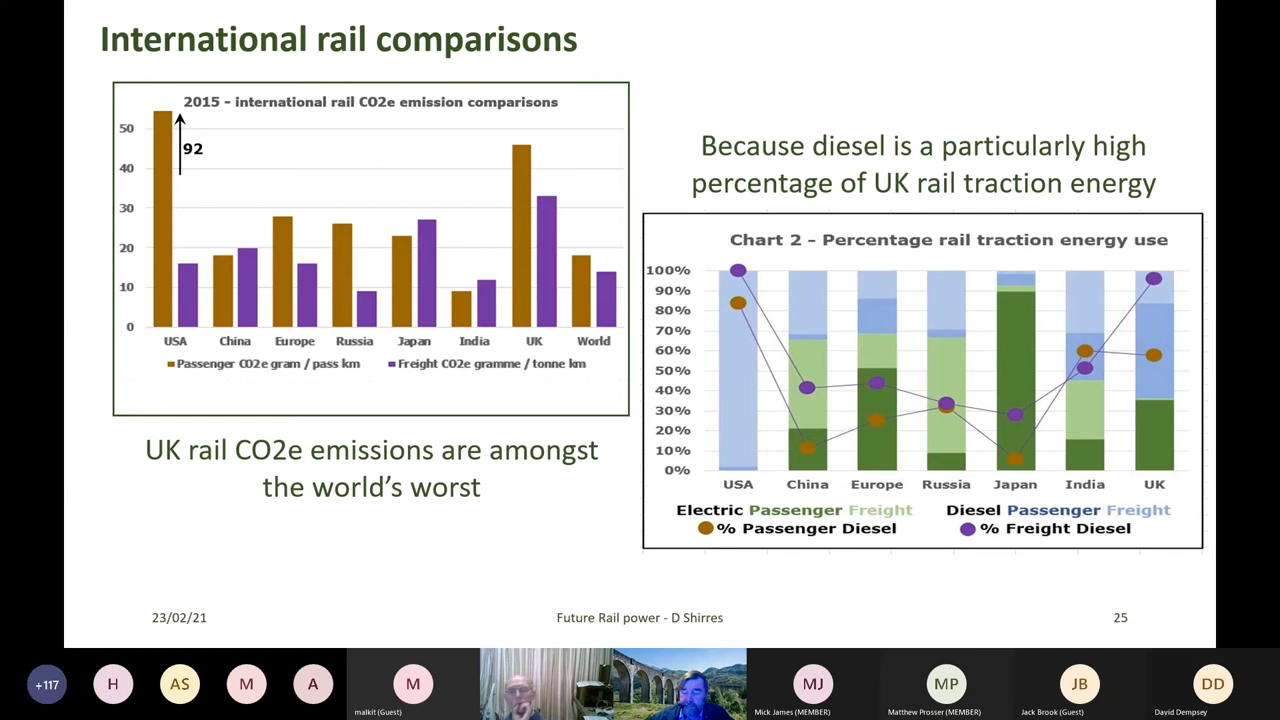 International rail comparisons
2015 - international rail CO2e emission comparisons
50
40
30
20
10
0
92
USA China Europe Russia Japan India UK World
Passenger CO2e gram / pass km Freight CO2e gramme / tonne km
UK rail CO2e emissions are amongst
the world's worst
Because diesel is a particularly high
percentage of UK rail traction energy
Chart 2 - Percentage rail traction energy use
100%
90%
80%
70%
60%
50%
40%
30%
20%
10%
0%
USA China Europe Russia Japan India UK
Electric Passenger Freight Diesel Passenger Freight
% Passenger Diesel % Freight Diesel
23/02/21 Future Rail power - D Shirres 25
+117 H AS M A M MJ MP JB DD
malkit (Guest) Mick James (MEMBER) Matthew Prosser (MEMBER) Jack Brook (Guest) David Dempsey